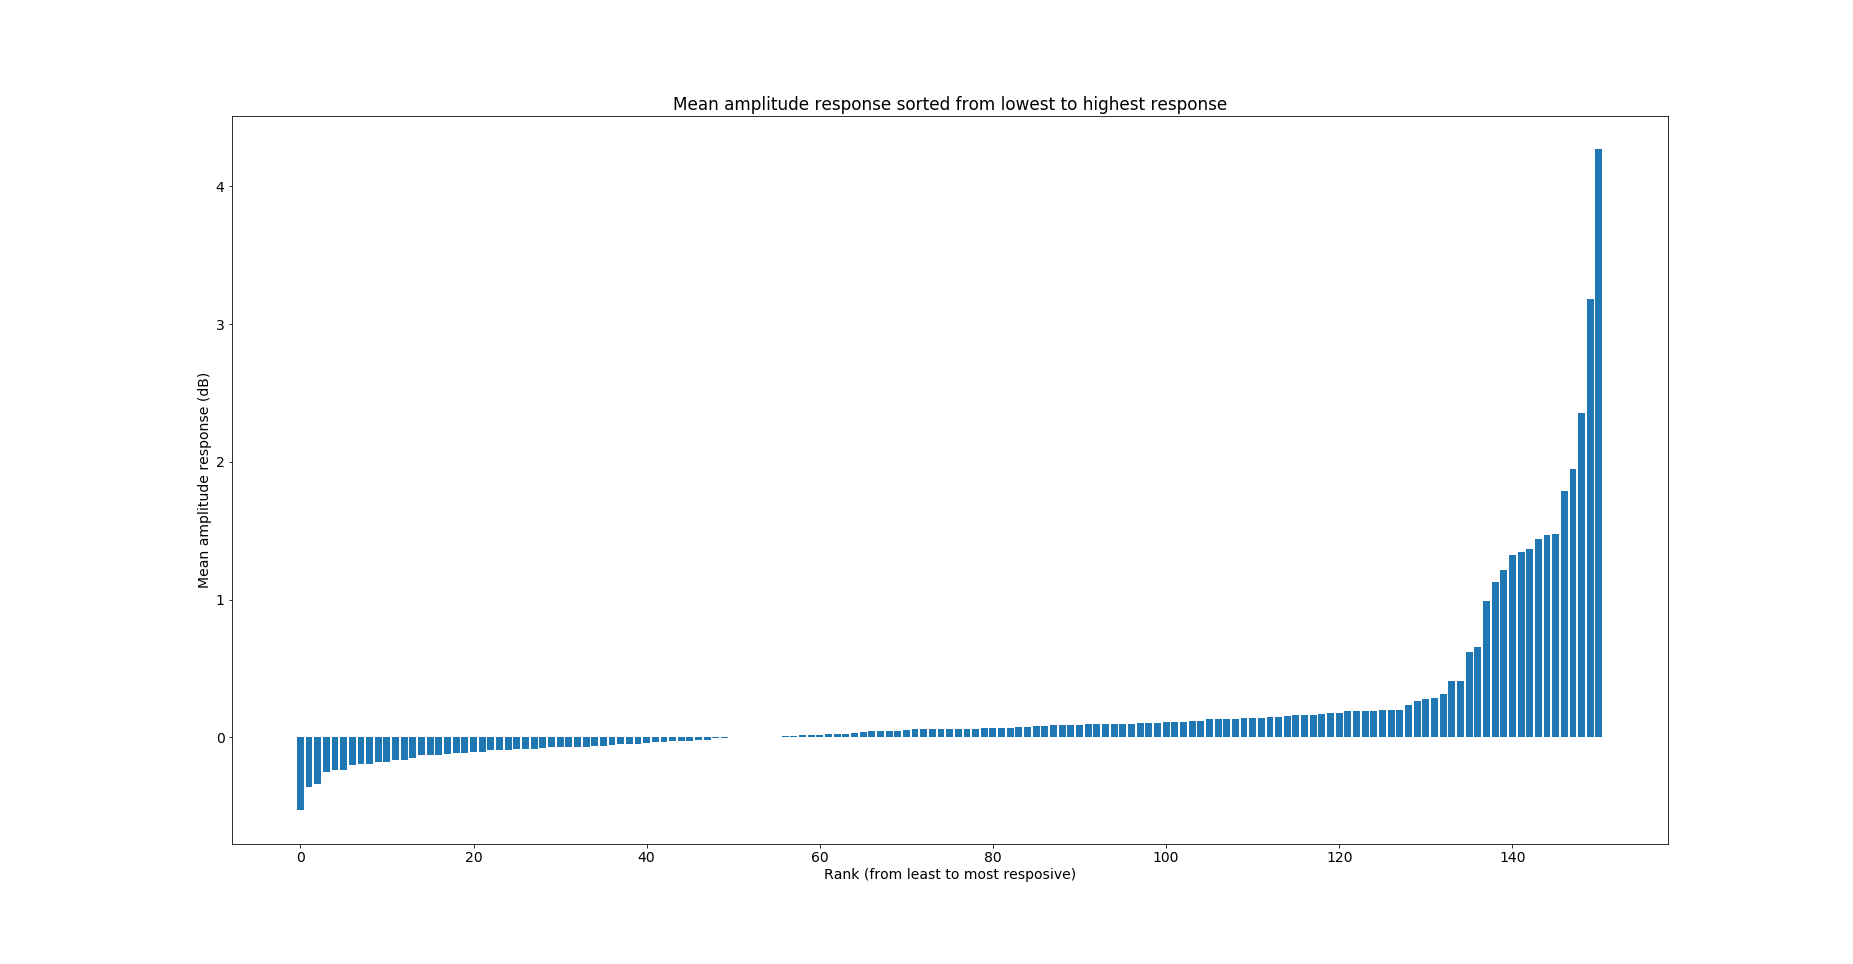 Mean amplitude response sorted from lowest to highest response
Mean amplitude response (dB)
4
3
2
1
0
0 20 40 60 80 100 120 140
Rank (from least to most resposive)